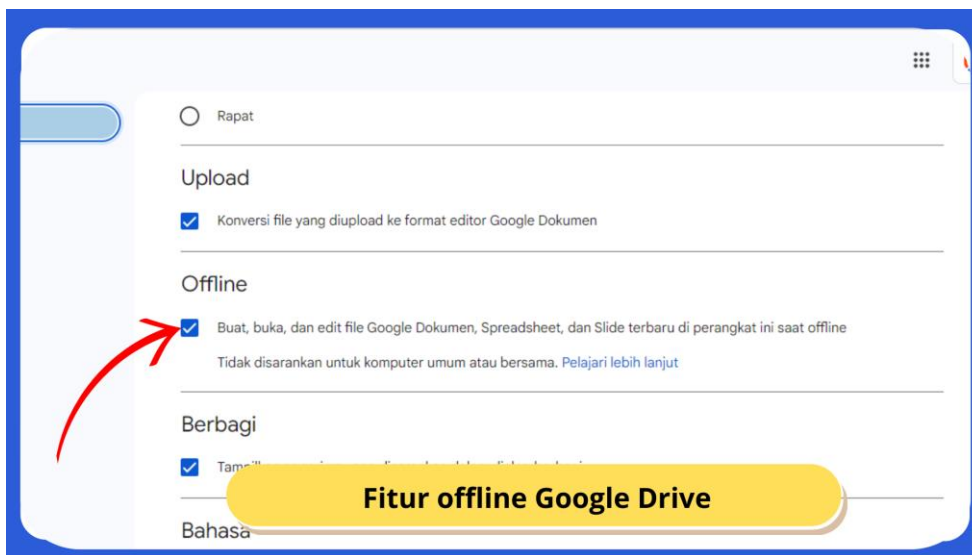 Rapat
Upload
Konversi file yang diupload ke format editor Google Dokumen
Offline
Buat, buka, dan edit file Google Dokumen, Spreadsheet, dan Slide terbaru di perangkat ini saat offline
Tidak disarankan untuk komputer umum atau bersama. Pelajari lebih lanjut
Berbagi
Fitur offline Google Drive
Bahasa